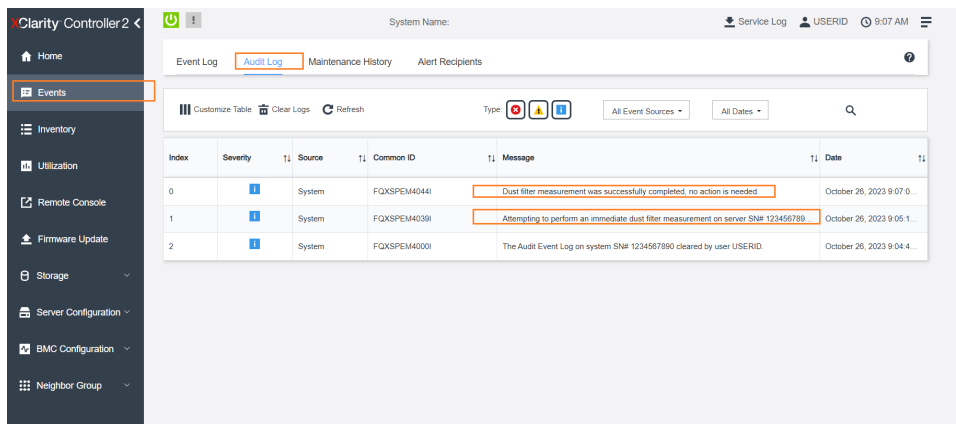 XClarity Controller 2
System Name:
Service Log
USERID
9:07 AM
Home
Events
Inventory
Utilization
Remote Console
Firmware Update
Storage
Server Configuration
BMC Configuration
Neighbor Group
Event Log
Audit Log
Maintenance History
Alert Recipients
Customize Table
Clear Logs
Refresh
Type:
All Event Sources
All Dates
Index Severity Source Common ID Message Date
0 System FQXSPEM4044I Dust filter measurement was successfully completed, no action is needed. October 26, 2023 9:07:0...
1 System FQXSPEM4039I Attempting to perform an immediate dust filter measurement on server SN# 123456789... October 26, 2023 9:05:1...
2 System FQXSPEM4000I The Audit Event Log on system SN# 1234567890 cleared by user USERID. October 26, 2023 9:04:4...